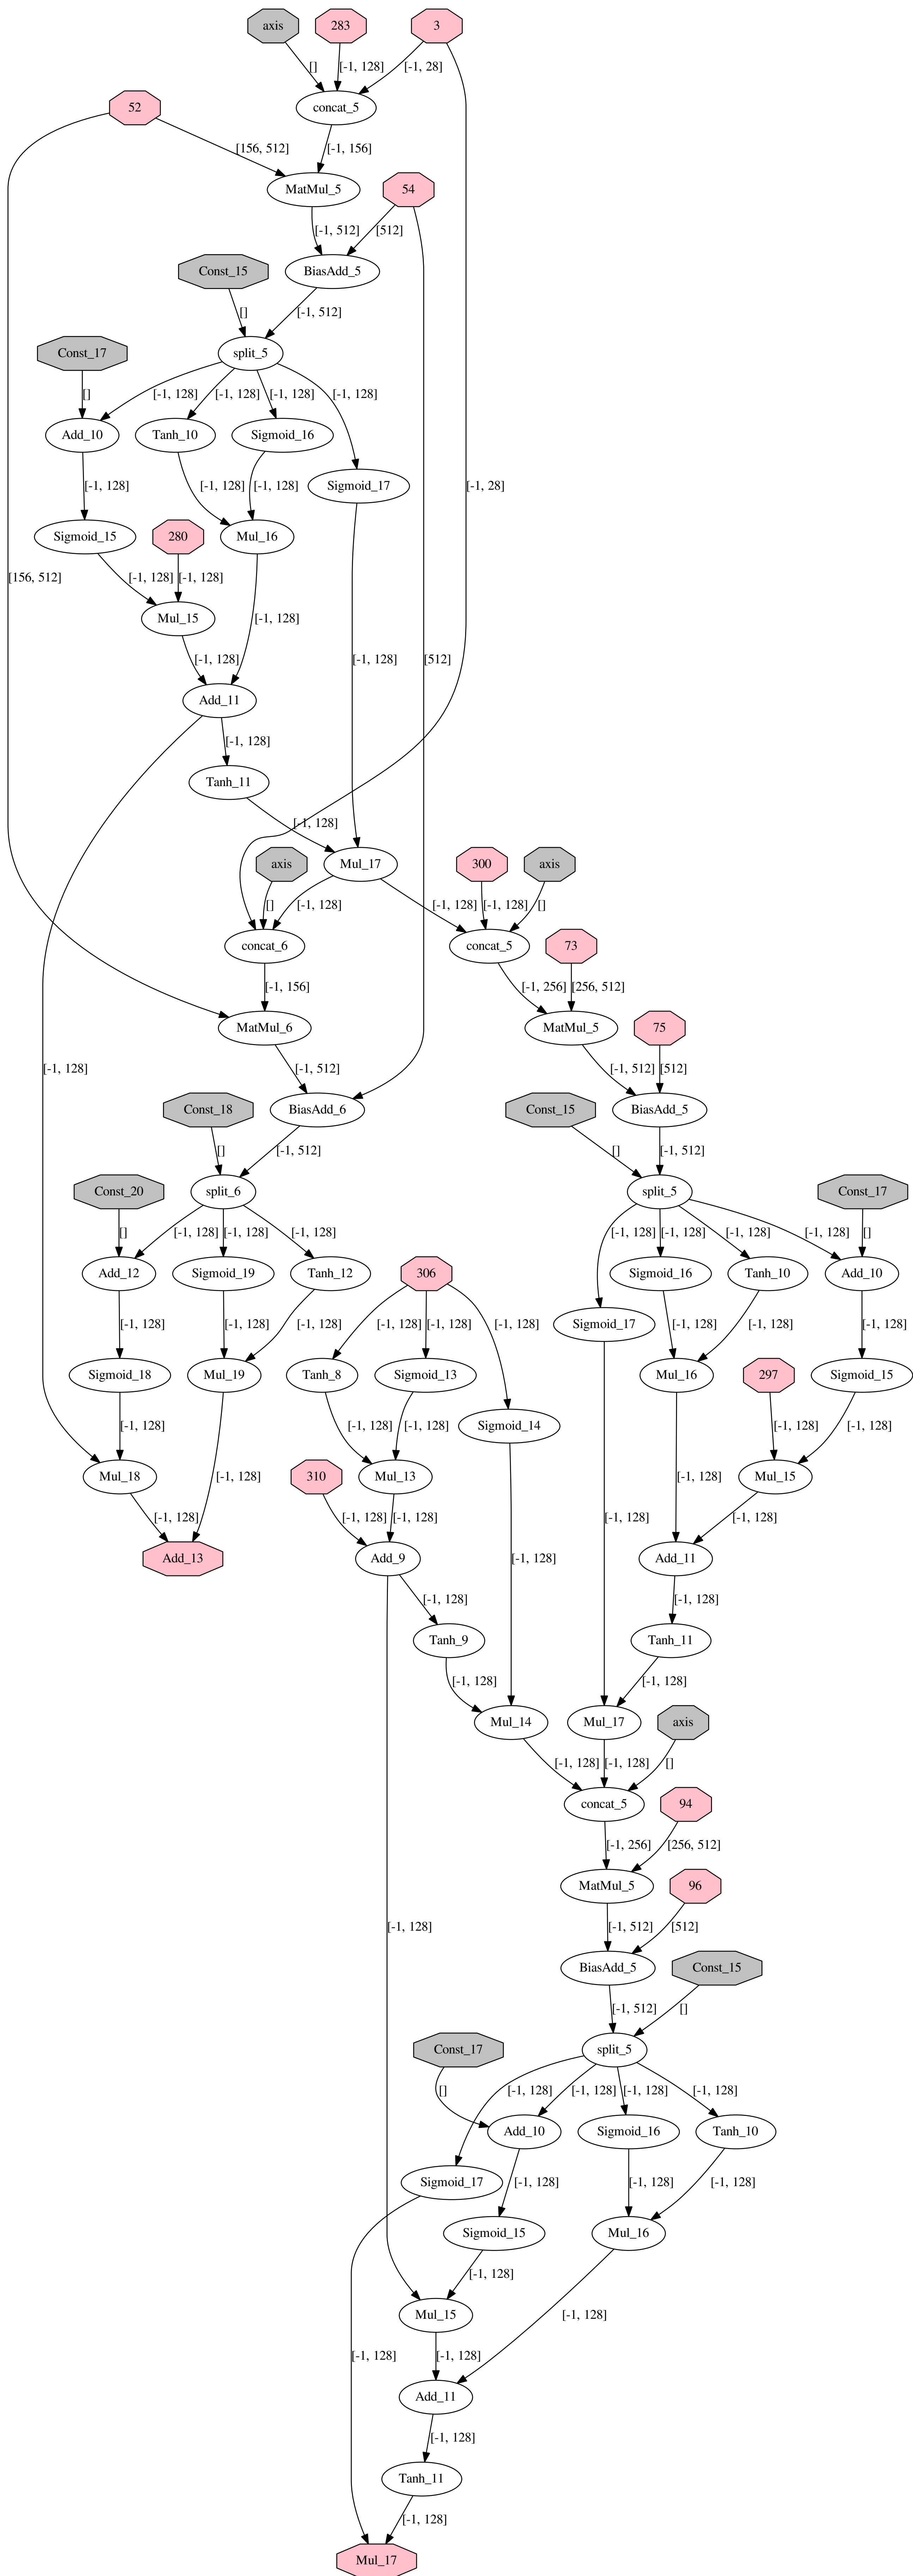 axis 283 3
[] [-1, 128] [-1, 28]
52 concat_5
[156, 512] [-1, 156]
MatMul_5 54
[-1, 512] [512]
Const_15 BiasAdd_5
[] [-1, 512]
Const_17 split_5
[] [-1, 128] [-1, 128] [-1, 128] [-1, 128]
Add_10 Tanh_10 Sigmoid_16
[-1, 128] [-1, 128] [-1, 128] Sigmoid_17 [-1, 28]
Sigmoid_15 280 Mul_16
[156, 512] [-1, 128] [-1, 128]
Mul_15 [-1, 128]
[-1, 128] [-1, 128] [512]
Add_11
[-1, 128]
Tanh_11
[-1, 128]
axis Mul_17 300 axis
[] [-1, 128] [-1, 128] [-1, 128] []
concat_6 concat_5 73
[-1, 156] [-1, 256] [256, 512]
MatMul_6 MatMul_5 75
[-1, 128] [-1, 512] [-1, 512] [512]
Const_18 BiasAdd_6 Const_15 BiasAdd_5
[] [-1, 512] [] [-1, 512]
Const_20 split_6 split_5 Const_17
[] [-1, 128] [-1, 128] [-1, 128] [-1, 128] [-1, 128] [-1, 128] [-1, 128] []
Add_12 Sigmoid_19 Tanh_12 306 Sigmoid_16 Tanh_10 Add_10
[-1, 128] [-1, 128] [-1, 128] [-1, 128] [-1, 128] [-1, 128] Sigmoid_17 [-1, 128] [-1, 128] [-1, 128]
Sigmoid_18 Mul_19 Tanh_8 Sigmoid_13 Mul_16 297 Sigmoid_15
[-1, 128] [-1, 128] [-1, 128] Sigmoid_14 [-1, 128] [-1, 128]
Mul_18 [-1, 128] 310 Mul_13 [-1, 128] Mul_15
[-1, 128] [-1, 128] [-1, 128] [-1, 128] [-1, 128]
Add_13 Add_9 [-1, 128] Add_11
[-1, 128] [-1, 128]
Tanh_9 Tanh_11
[-1, 128] [-1, 128]
Mul_14 Mul_17 axis
[-1, 128] [-1, 128] []
concat_5 94
[-1, 256] [256, 512]
MatMul_5 96
[-1, 128] [-1, 512] [512]
BiasAdd_5 Const_15
[-1, 512] []
Const_17 split_5
[] [-1, 128] [-1, 128] [-1, 128] [-1, 128]
Add_10 Sigmoid_16 Tanh_10
Sigmoid_17 [-1, 128] [-1, 128] [-1, 128]
Sigmoid_15 Mul_16
[-1, 128]
Mul_15 [-1, 128]
[-1, 128] [-1, 128]
Add_11
[-1, 128]
Tanh_11
[-1, 128]
Mul_17